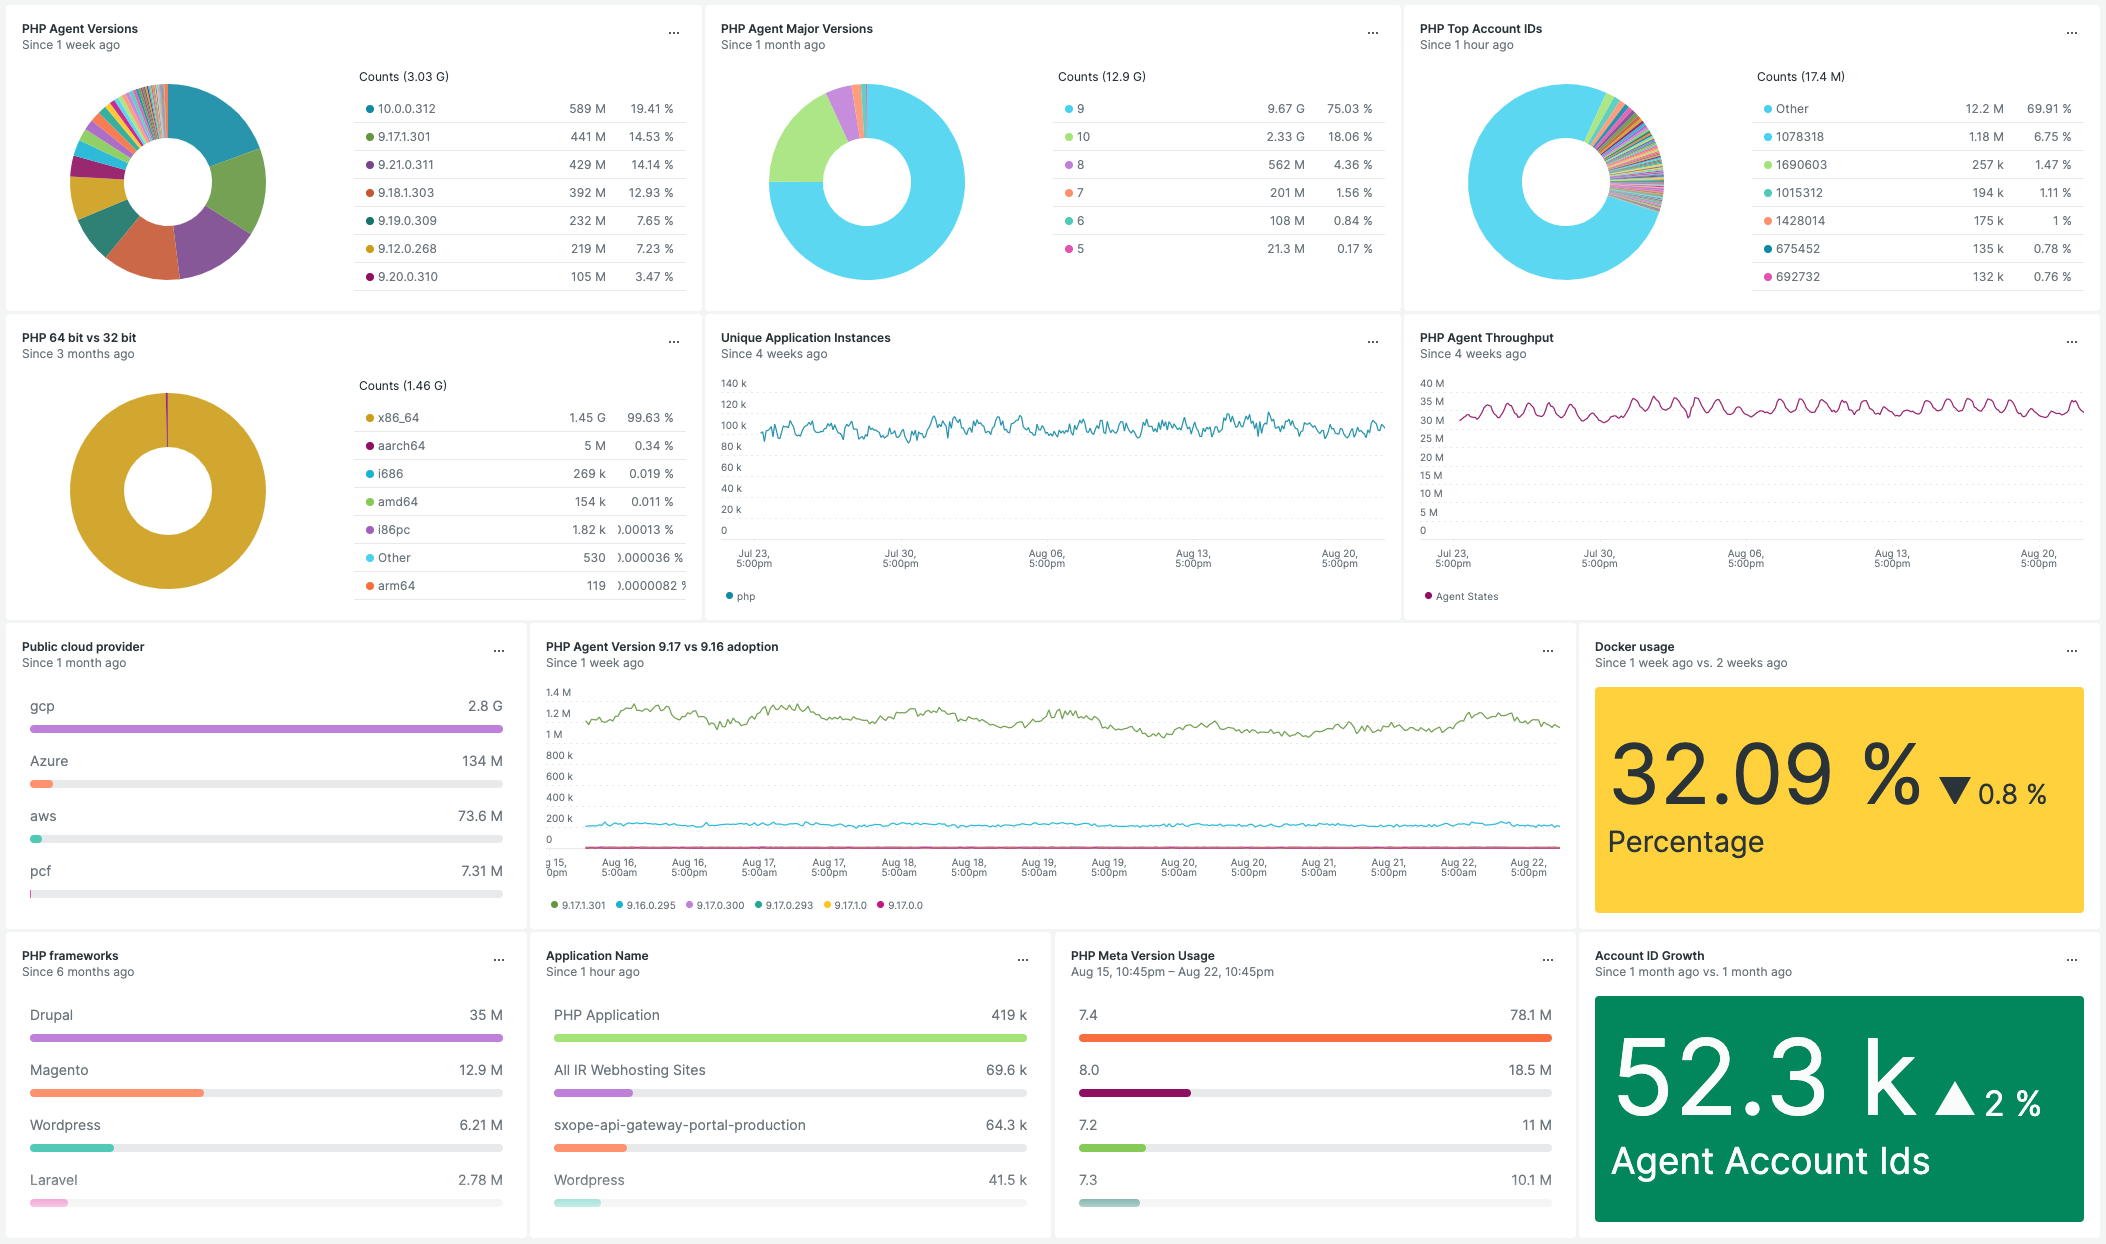 PHP Agent Versions
Since 1 week ago
...
Counts (3.03 G)
10.0.0.312 589 M 19.41 %
9.17.1.301 441 M 14.53 %
9.21.0.311 429 M 14.14 %
9.18.1.303 392 M 12.93 %
9.19.0.309 232 M 7.65 %
9.12.0.268 219 M 7.23 %
9.20.0.310 105 M 3.47 %
PHP Agent Major Versions
Since 1 month ago
...
Counts (12.9 G)
9 9.67 G 75.03 %
10 2.33 G 18.06 %
8 562 M 4.36 %
7 201 M 1.56 %
6 108 M 0.84 %
5 21.3 M 0.17 %
PHP Top Account IDs
Since 1 hour ago
...
Counts (17.4 M)
Other 12.2 M 69.91 %
1078318 1.18 M 6.75 %
1690603 257 k 1.47 %
1015312 194 k 1.11 %
1428014 175 k 1 %
675452 135 k 0.78 %
692732 132 k 0.76 %
PHP 64 bit vs 32 bit
Since 3 months ago
...
Counts (1.46 G)
x86_64 1.45 G 99.63 %
aarch64 5 M 0.34 %
i686 269 k 0.019 %
amd64 154 k 0.011 %
i86pc 1.82 k .00013 %
Other 530 .000036 %
arm64 119 .0000082 %
Unique Application Instances
Since 4 weeks ago
...
140 k
120 k
100 k
80 k
60 k
40 k
20 k
0
Jul 23, Jul 30, Aug 06, Aug 13, Aug 20,
5:00pm 5:00pm 5:00pm 5:00pm 5:00pm
php
PHP Agent Throughput
Since 4 weeks ago
...
40 M
35 M
30 M
25 M
20 M
15 M
10 M
5 M
0
Jul 23, Jul 30, Aug 06, Aug 13, Aug 20,
5:00pm 5:00pm 5:00pm 5:00pm 5:00pm
Agent States
Public cloud provider
Since 1 month ago
...
gcp 2.8 G
Azure 134 M
aws 73.6 M
pcf 7.31 M
PHP Agent Version 9.17 vs 9.16 adoption
Since 1 week ago
...
1.4 M
1.2 M
1 M
800 k
600 k
400 k
200 k
0
g 15, Aug 16, Aug 16, Aug 17, Aug 17, Aug 18, Aug 18, Aug 19, Aug 19, Aug 20, Aug 20, Aug 21, Aug 21, Aug 22, Aug 22,
0pm 5:00am 5:00pm 5:00am 5:00pm 5:00am 5:00pm 5:00am 5:00pm 5:00am 5:00pm 5:00am 5:00pm 5:00am 5:00pm
9.17.1.301 9.16.0.295 9.17.0.300 9.17.0.293 9.17.1.0 9.17.0.0
Docker usage
Since 1 week ago vs. 2 weeks ago
...
32.09 % 0.8 %
Percentage
PHP frameworks
Since 6 months ago
...
Drupal 35 M
Magento 12.9 M
Wordpress 6.21 M
Laravel 2.78 M
Application Name
Since 1 hour ago
...
PHP Application 419 k
All IR Webhosting Sites 69.6 k
sxope-api-gateway-portal-production 64.3 k
Wordpress 41.5 k
PHP Meta Version Usage
Aug 15, 10:45pm – Aug 22, 10:45pm
...
7.4 78.1 M
8.0 18.5 M
7.2 11 M
7.3 10.1 M
Account ID Growth
Since 1 month ago vs. 1 month ago
...
52.3 k 2 %
Agent Account Ids